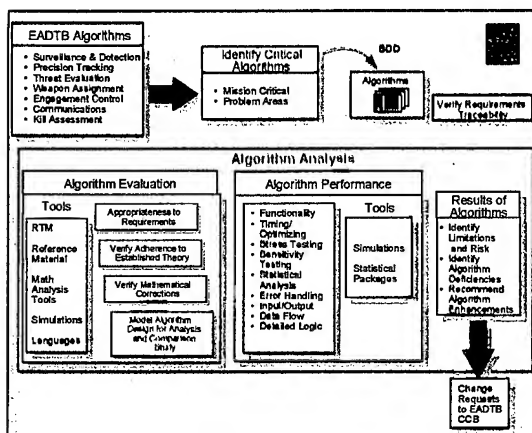 EADTB Algorithms
• Surveillance & Detection
• Precision Tracking
• Threat Evaluation
• Weapon Assignment
• Engagement Control
• Communications
• Kill Assessment
Identify Critical
Algorithms
• Mission Critical
• Problem Areas
SDD
Algorithms
Verify Requirements
Traceability
Algorithm Analysis
Algorithm Evaluation
Tools
RTM
Reference
Material
Math
Analysis
Tools
Simulations
Languages
Appropriateness to
Requirements
Verify Adherence to
Established Theory
Verify Mathematical
Corrections
Model Algorithm
Design for Analysis
and Comparison
Study
Algorithm Performance
• Functionality
• Timing/
Optimizing
• Stress Testing
• Sensitivity
Testing
• Statistical
Analysis
• Error Handling
• Input/Output
• Data Flow
• Detailed Logic
Tools
Simulations
Statistical
Packages
Results of
Algorithms
• Identify
Limitations
and Risk
• Identify
Algorithm
Deficiencies
• Recommend
Algorithm
Enhancements
Change
Requests
to EADTB
CCB